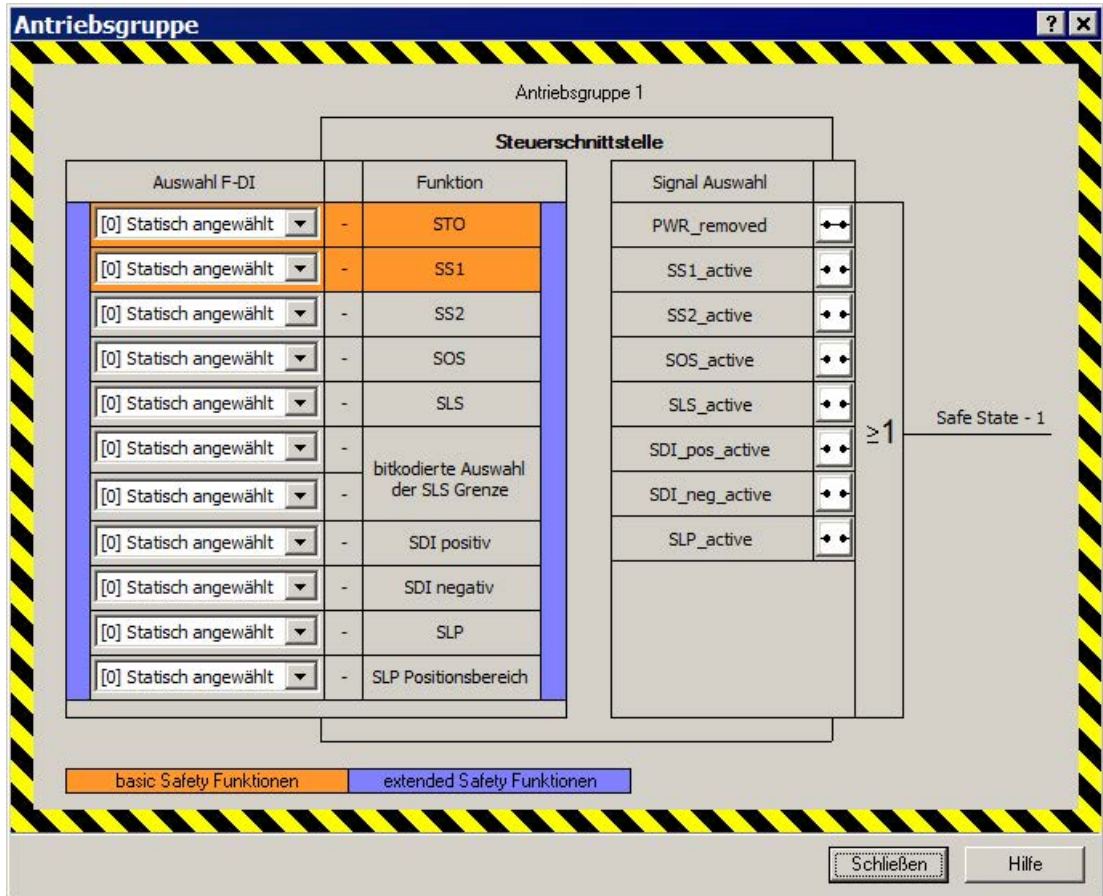 Antriebsgruppe
Antriebsgruppe 1
Steuerschnittstelle
Auswahl F-DI Funktion Signal Auswahl
[0] Statisch angewählt - STO PWR_removed
[0] Statisch angewählt - SS1 SS1_active
[0] Statisch angewählt - SS2 SS2_active
[0] Statisch angewählt - SOS SOS_active
[0] Statisch angewählt - SLS SLS_active
[0] Statisch angewählt - bitkodierte Auswahl SDI_pos_active
[0] Statisch angewählt - der SLS Grenze SDI_neg_active
[0] Statisch angewählt - SDI positiv SLP_active
[0] Statisch angewählt - SDI negativ
[0] Statisch angewählt - SLP
[0] Statisch angewählt - SLP Positionsbereich
≥1
Safe State - 1
basic Safety Funktionen extended Safety Funktionen
Schließen Hilfe